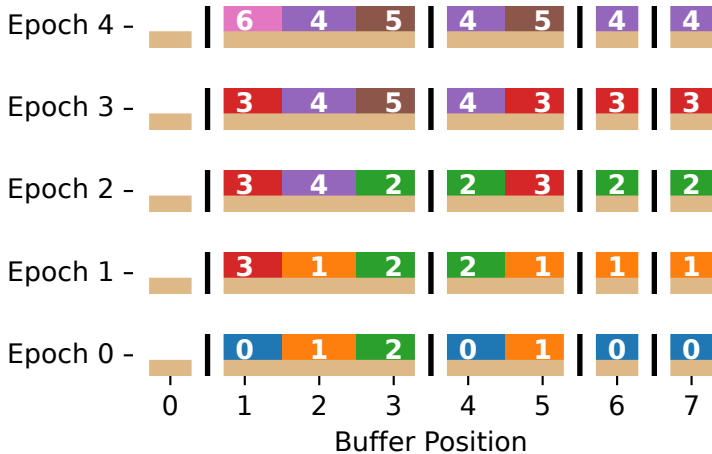 Epoch 4 6 4 5 4 5 4 4
Epoch 3 3 4 5 4 3 3 3
Epoch 2 3 4 2 2 3 2 2
Epoch 1 3 1 2 2 1 1 1
Epoch 0 0 1 2 0 1 0 0
0 1 2 3 4 5 6 7
Buffer Position